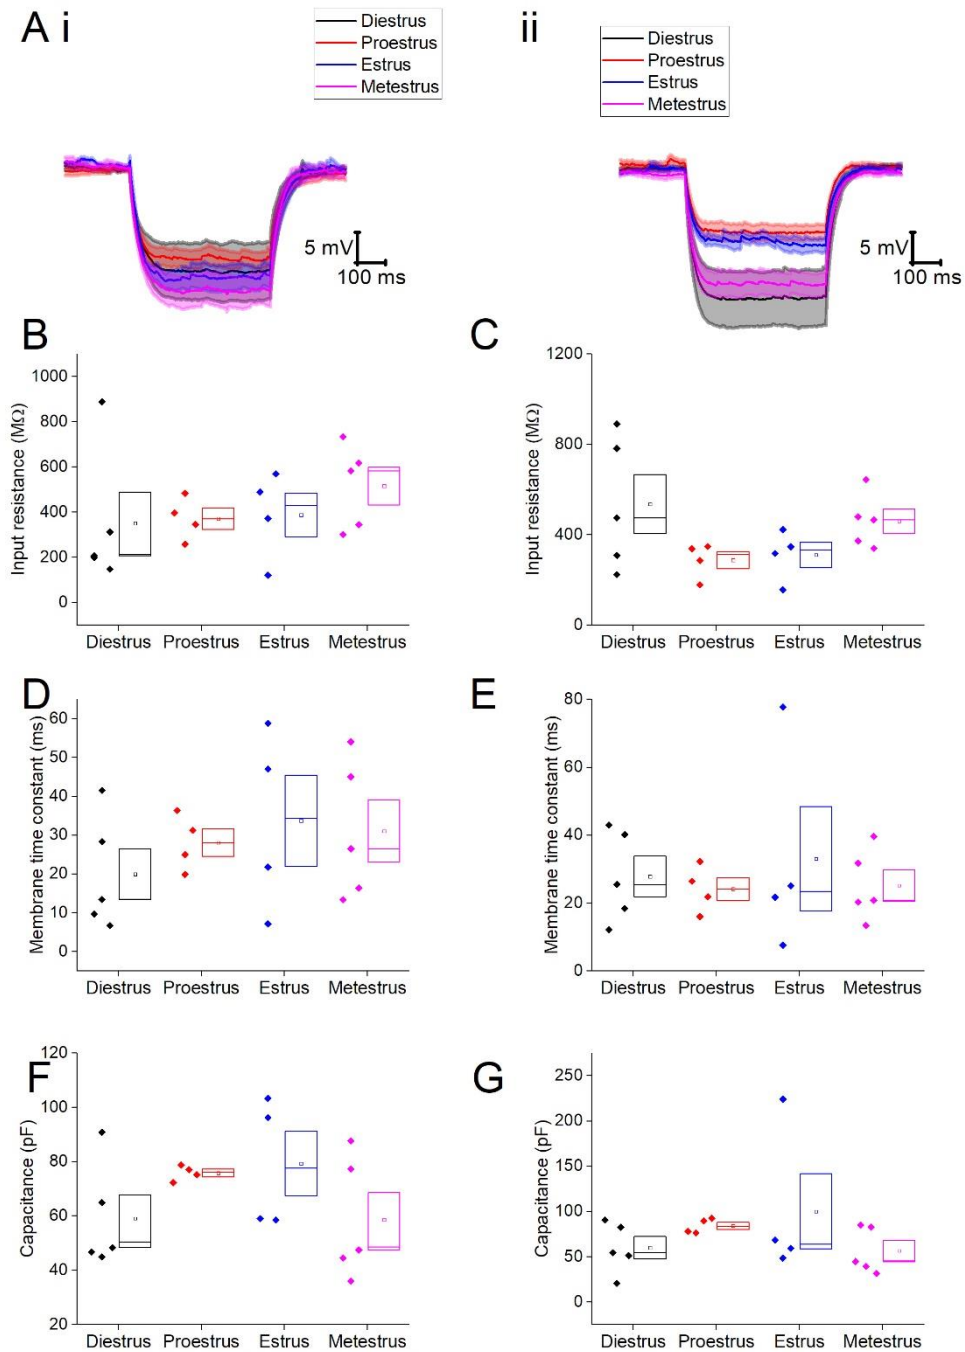 A i
Diestrus
Proestrus
Estrus
Metestrus
5 mV
100 ms
ii
Diestrus
Proestrus
Estrus
Metestrus
5 mV
100 ms
B
Input resistance (MΩ)
1000
800
600
400
200
0
Diestrus Proestrus Estrus Metestrus
C
Input resistance (MΩ)
1200
800
400
0
Diestrus Proestrus Estrus Metestrus
D
Membrane time constant (ms)
60
50
40
30
20
10
0
Diestrus Proestrus Estrus Metestrus
E
Membrane time constant (ms)
80
60
40
20
0
Diestrus Proestrus Estrus Metestrus
F
Capacitance (pF)
120
100
80
60
40
20
Diestrus Proestrus Estrus Metestrus
G
Capacitance (pF)
250
200
150
100
50
0
Diestrus Proestrus Estrus Metestrus